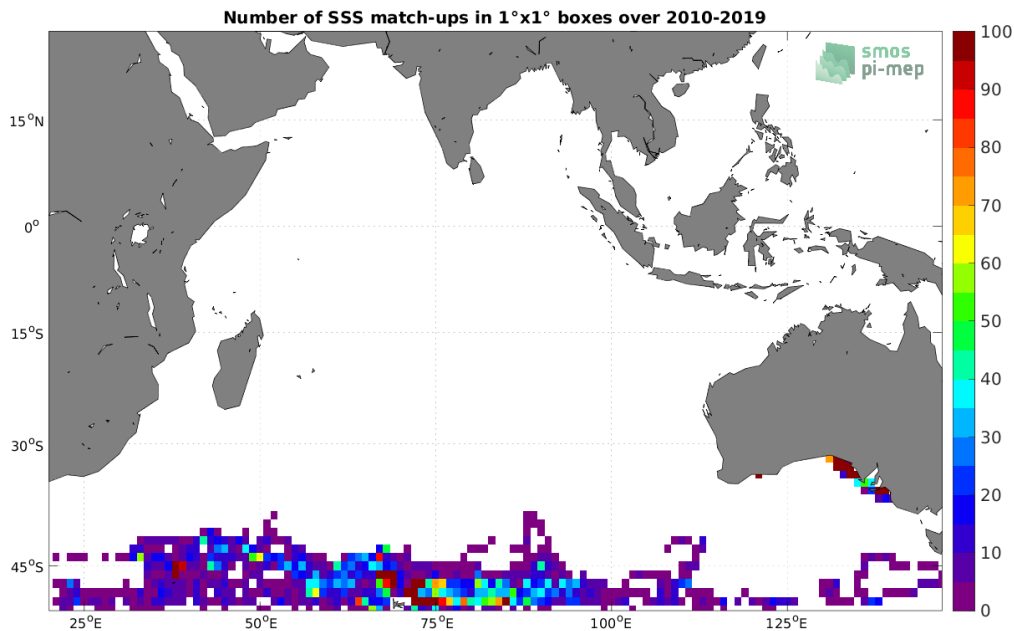 Number of SSS match-ups in 1°x1° boxes over 2010-2019
smos
pi-mep
15°N
0°
15°S
30°S
45°S
25°E
50°E
75°E
100°E
125°E
100
90
80
70
60
50
40
30
20
10
0